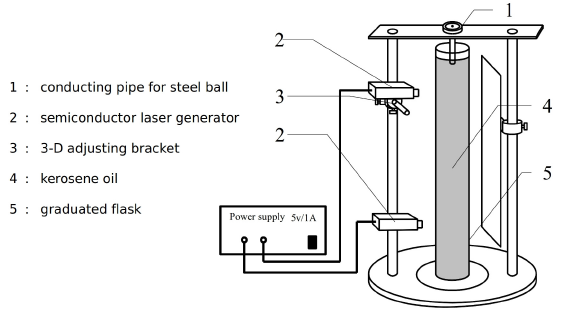 1 : conducting pipe for steel ball
2 : semiconductor laser generator
3 : 3-D adjusting bracket
4 : kerosene oil
5 : graduated flask
1
2
3
4
2
5
Power supply 5v/1A